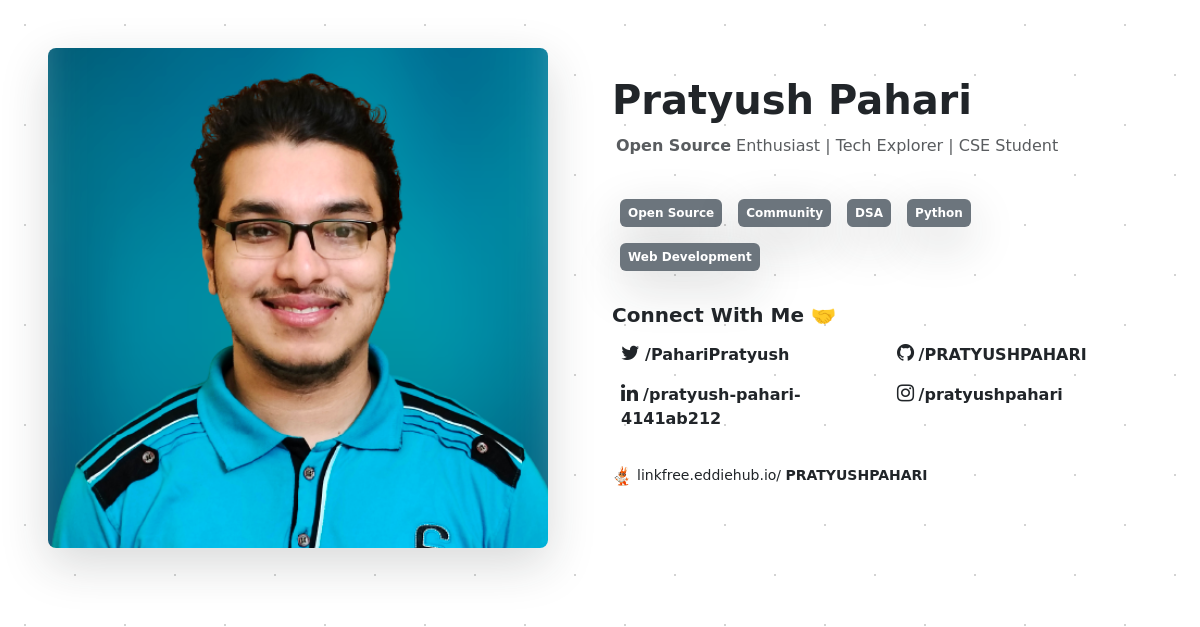 Pratyush Pahari
Open Source Enthusiast | Tech Explorer | CSE Student
Open Source Community DSA Python
Web Development
Connect With Me 🤝
/PahariPratyush /PRATYUSHPAHARI
/pratyush-pahari- /pratyushpahari
4141ab212
linkfree.eddiehub.io/ PRATYUSHPAHARI